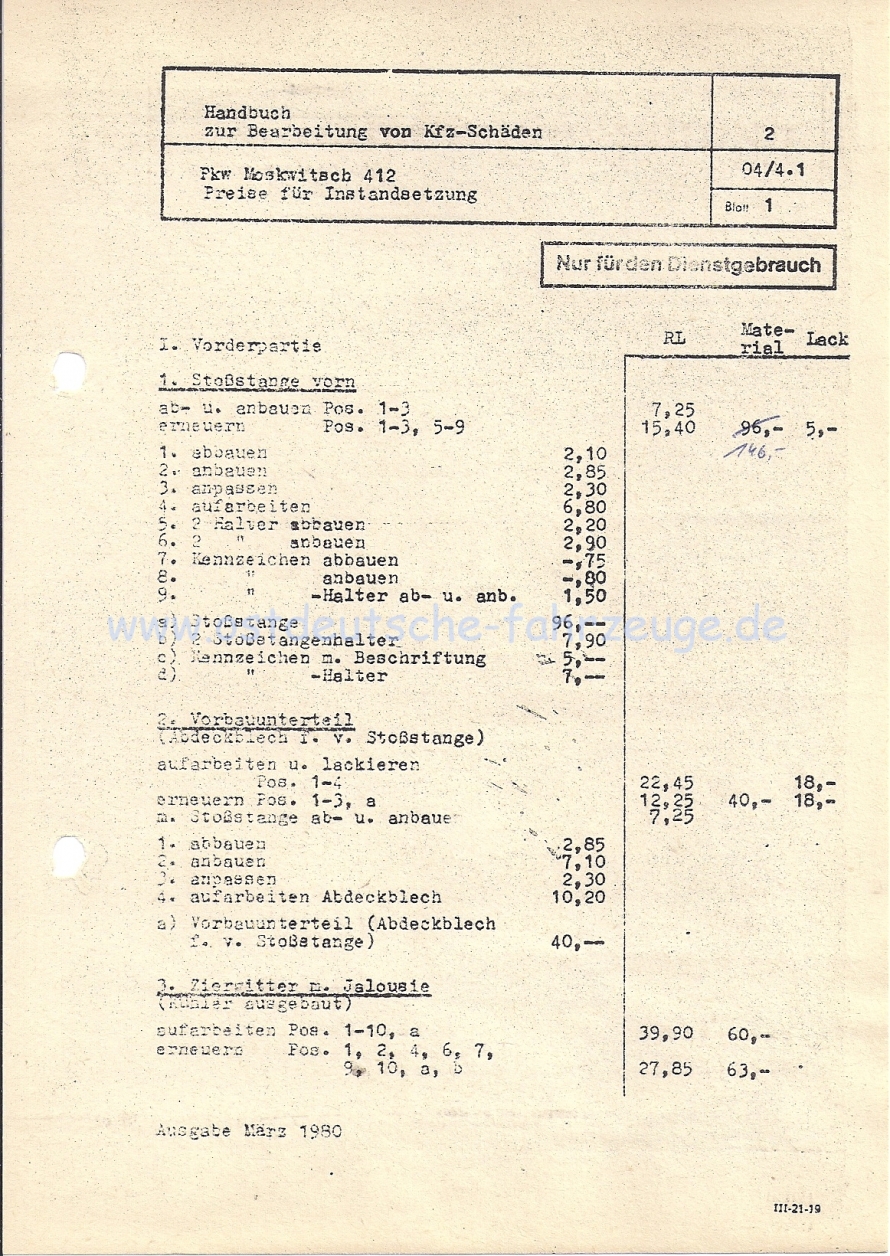 Handbuch
zur Bearbeitung von Kfz-Schäden
2
Pkw Moskwitsch 412
Preise für Instandsetzung
04/4.1
Blatt 1
Nur für den Dienstgebrauch
I. Vorderpartie RL Mate-rial Lack
1. Stoßstange vorn
ab- u. anbauen Pos. 1-3 7,25
erneuern Pos. 1-3, 5-9 15,40 96,- 5,-
146,-
1. abbauen 2,10
2. anbauen 2,85
3. anpassen 2,30
4. aufarbeiten 6,80
5. 2 Halter abbauen 2,20
6. 2 " anbauen 2,90
7. Kennzeichen abbauen -,75
8. " anbauen -,80
9. " -Halter ab- u. anb. 1,50
www.ostdeutsche-fahrzeuge.de
a) Stoßstange 96,--
b) 2 Stoßstangenhalter 7,90
c) Kennzeichen m. Beschriftung 5,--
d) " -Halter 7,--
2. Vorbauunterteil
(Abdeckblech f. v. Stoßstange)
aufarbeiten u. lackieren
Pos. 1-4 22,45 18,-
erneuern Pos. 1-3, a 12,25 40,- 18,-
m. Stoßstange ab- u. anbaue 7,25
1. abbauen 2,85
2. anbauen 7,10
3. anpassen 2,30
4. aufarbeiten Abdeckblech 10,20
a) Vorbauunterteil (Abdeckblech
f. v. Stoßstange) 40,--
3. Ziergitter m. Jalousie
(Kühler ausgebaut)
aufarbeiten Pos. 1-10, a 39,90 60,-
erneuern Pos. 1, 2, 4, 6, 7,
9, 10, a, b 27,85 63,-
Ausgabe März 1980
III-21-19